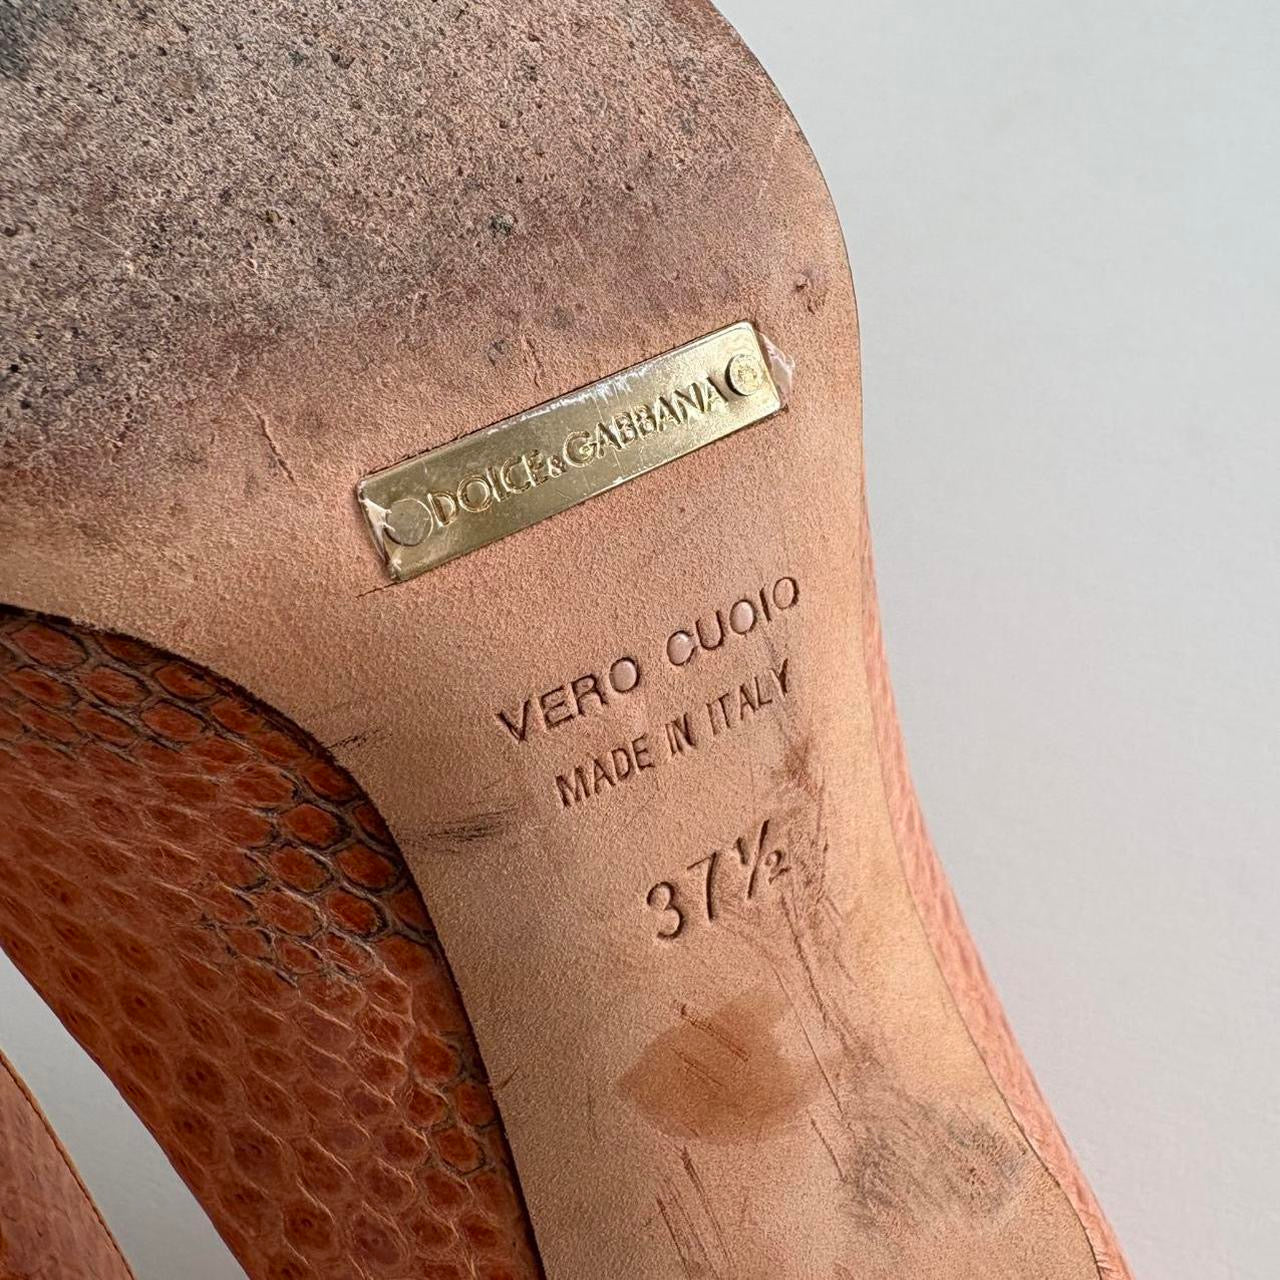 DOLCE&GABBANA
VERO CUOIO
MADE IN ITALY
37½